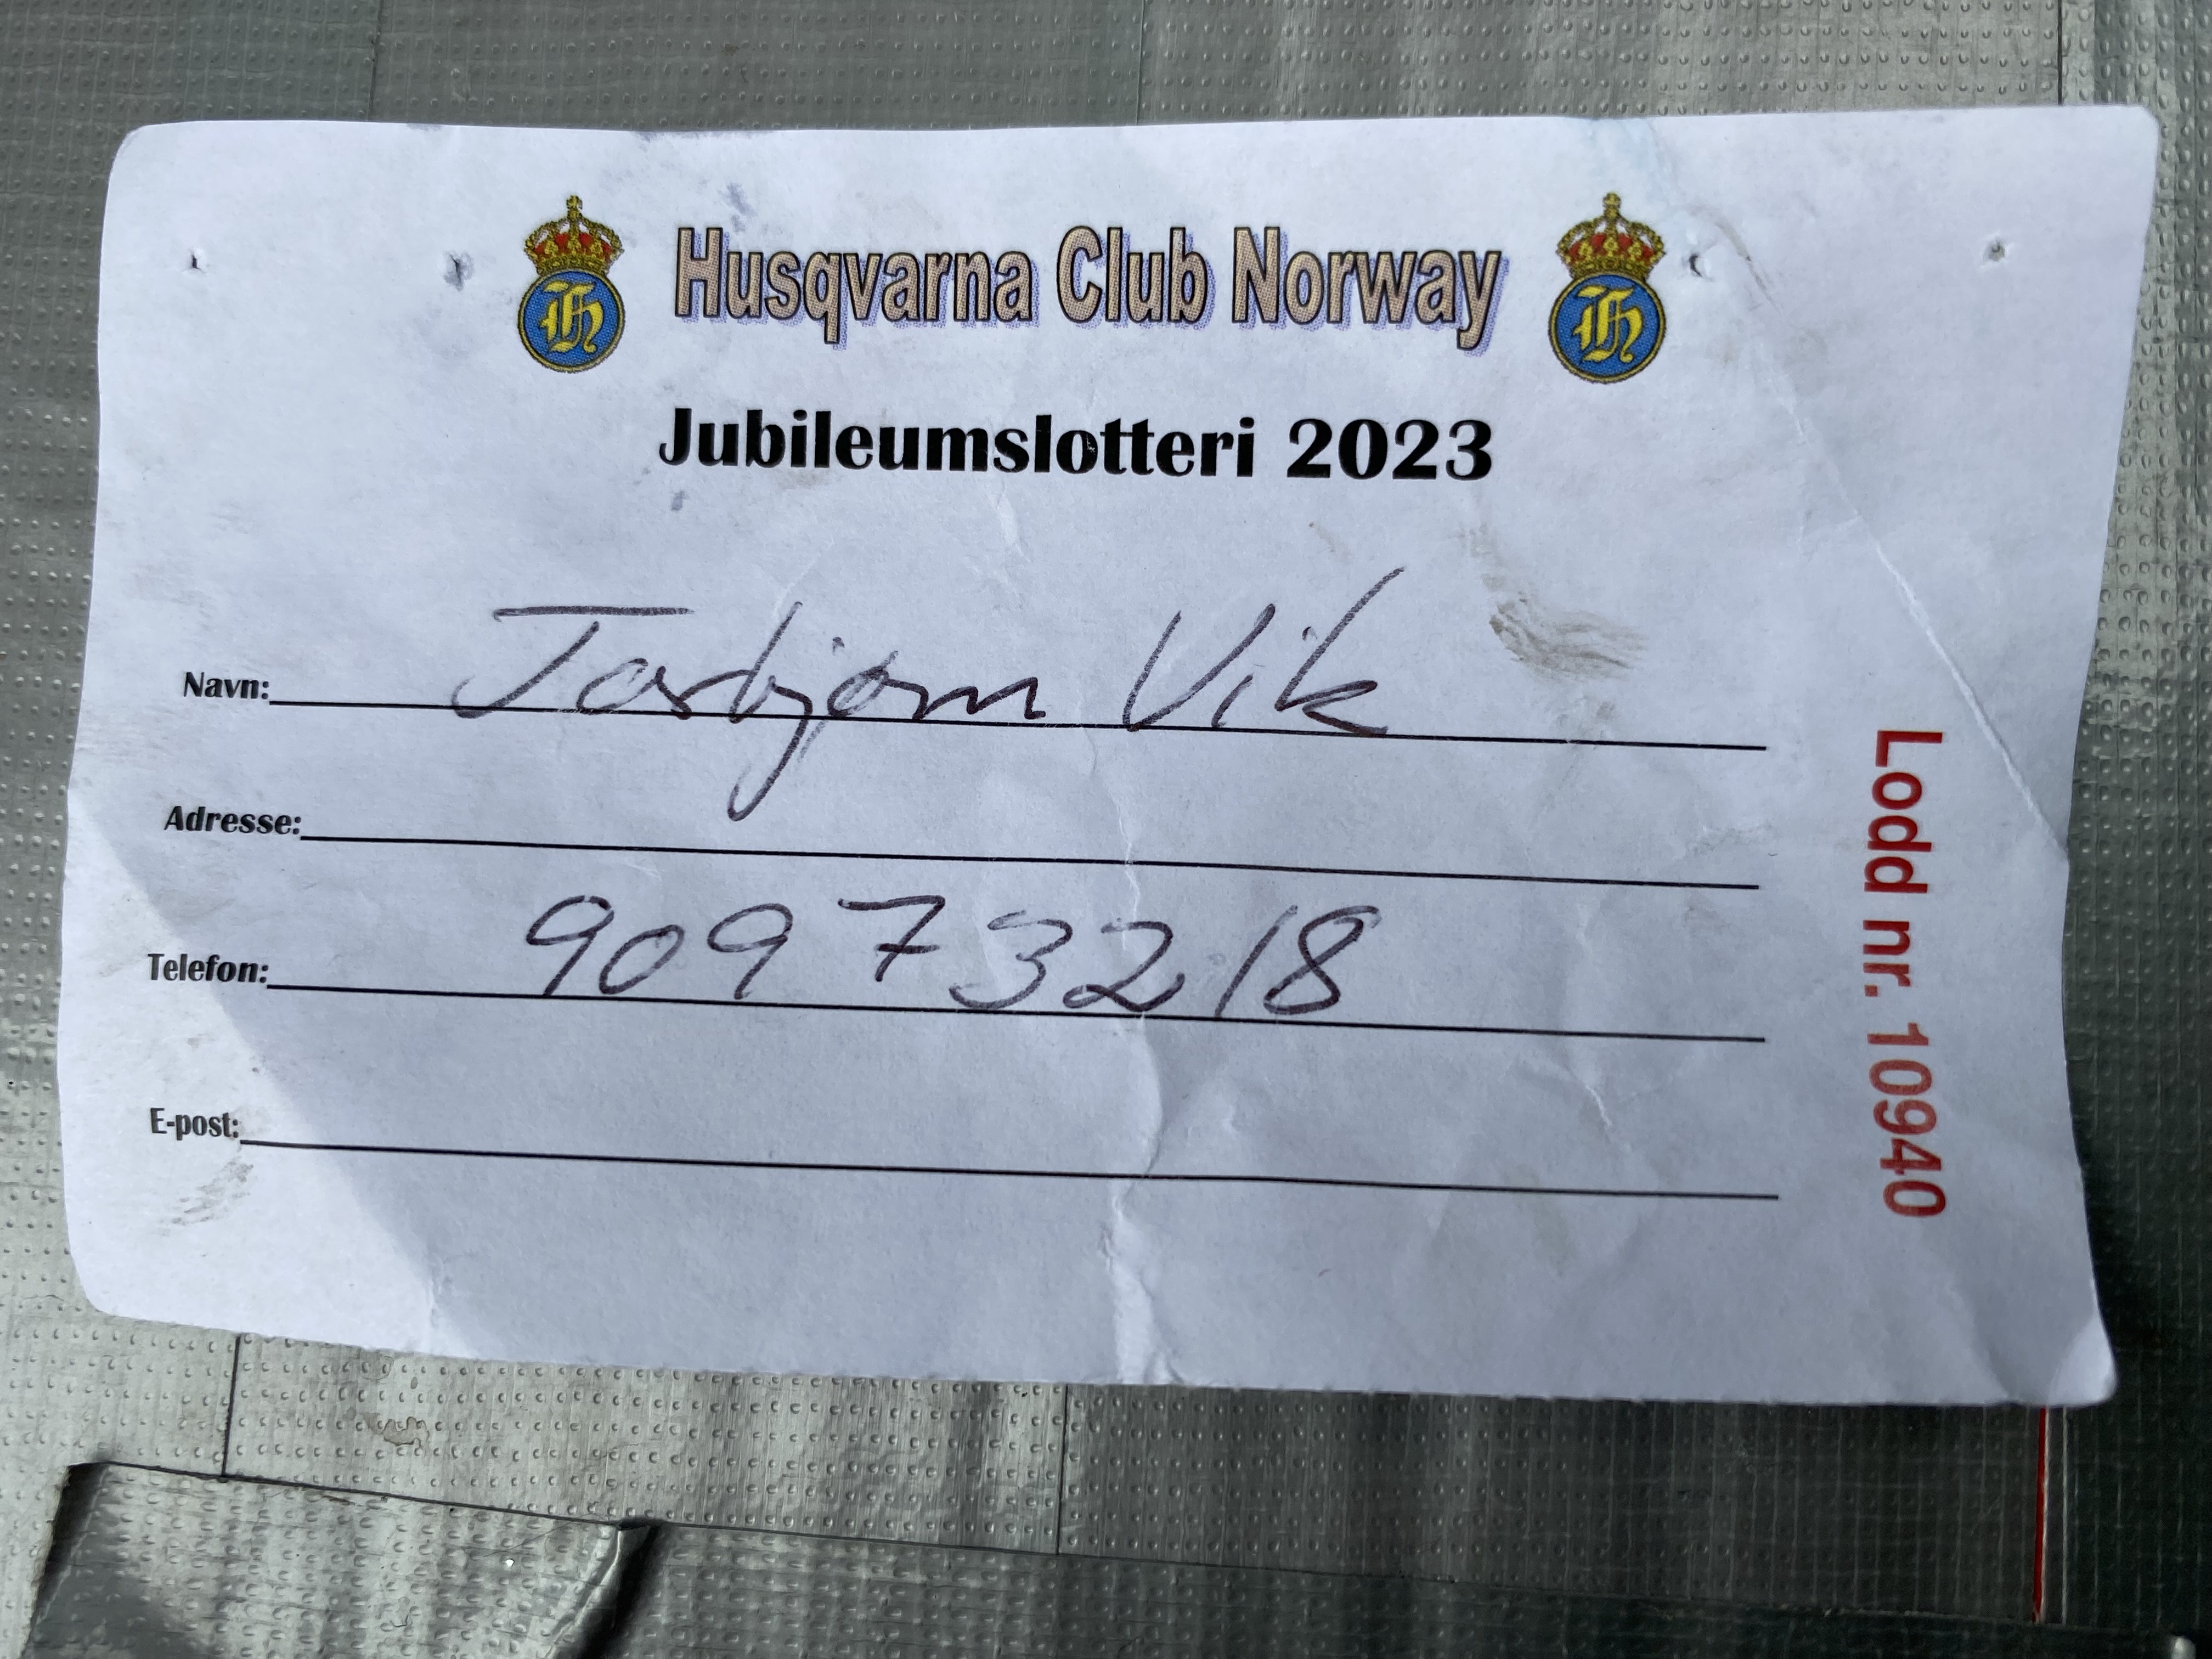 Husqvarna Club Norway
Jubileumslotteri 2023
Navn: Torbjørn Vik
Adresse:
Telefon: 909 73218
E-post:
Lodd nr. 10940